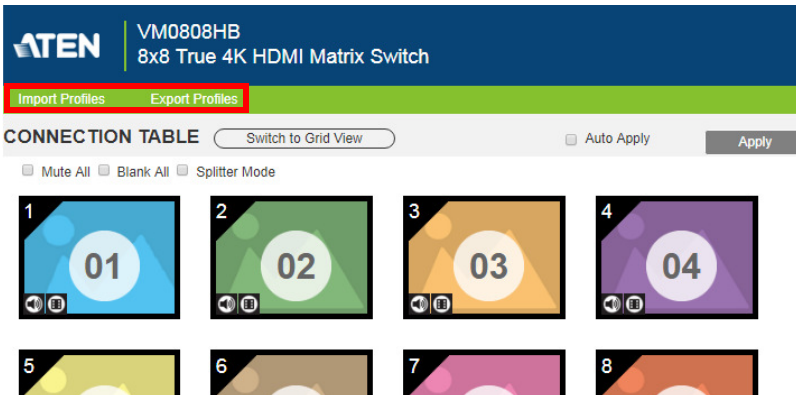 ATEN
VM0808HB
8x8 True 4K HDMI Matrix Switch
Import Profiles Export Profiles
CONNECTION TABLE Switch to Grid View Auto Apply Apply
Mute All Blank All Splitter Mode
1 2 3 4
01 02 03 04
5 6 7 8